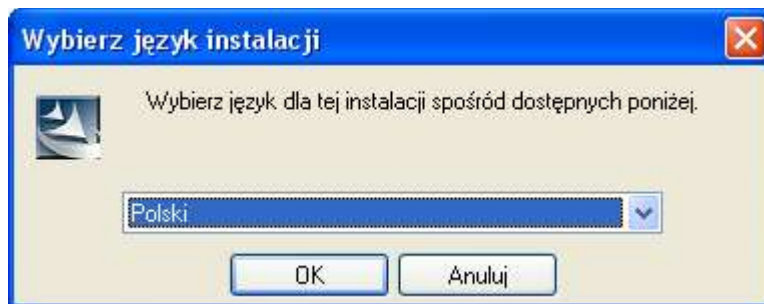 Wybierz język instalacji
Wybierz język dla tej instalacji spośród dostępnych poniżej.
Polski
OK
Anuluj